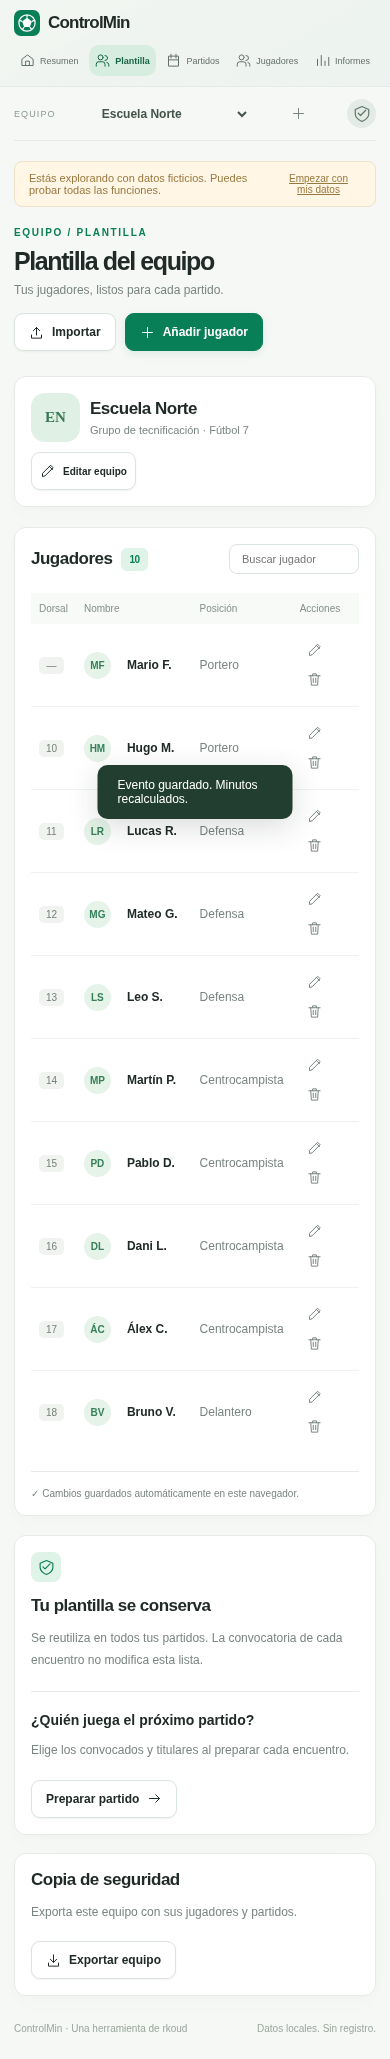 ControlMin
Resumen Plantilla Partidos Jugadores Informes
EQUIPO Escuela Norte
Estás explorando con datos ficticios. Puedes
probar todas las funciones.
Empezar con
mis datos
EQUIPO / PLANTILLA
Plantilla del equipo
Tus jugadores, listos para cada partido.
Importar Añadir jugador
EN
Escuela Norte
Grupo de tecnificación · Fútbol 7
Editar equipo
Jugadores 10 Buscar jugador
Dorsal Nombre Posición Acciones
— MF Mario F. Portero
10 HM Hugo M. Portero
Evento guardado. Minutos
recalculados.
11 LR Lucas R. Defensa
12 MG Mateo G. Defensa
13 LS Leo S. Defensa
14 MP Martín P. Centrocampista
15 PD Pablo D. Centrocampista
16 DL Dani L. Centrocampista
17 ÁC Álex C. Centrocampista
18 BV Bruno V. Delantero
✓ Cambios guardados automáticamente en este navegador.
Tu plantilla se conserva
Se reutiliza en todos tus partidos. La convocatoria de cada
encuentro no modifica esta lista.
¿Quién juega el próximo partido?
Elige los convocados y titulares al preparar cada encuentro.
Preparar partido
Copia de seguridad
Exporta este equipo con sus jugadores y partidos.
Exportar equipo
ControlMin · Una herramienta de rkoud Datos locales. Sin registro.